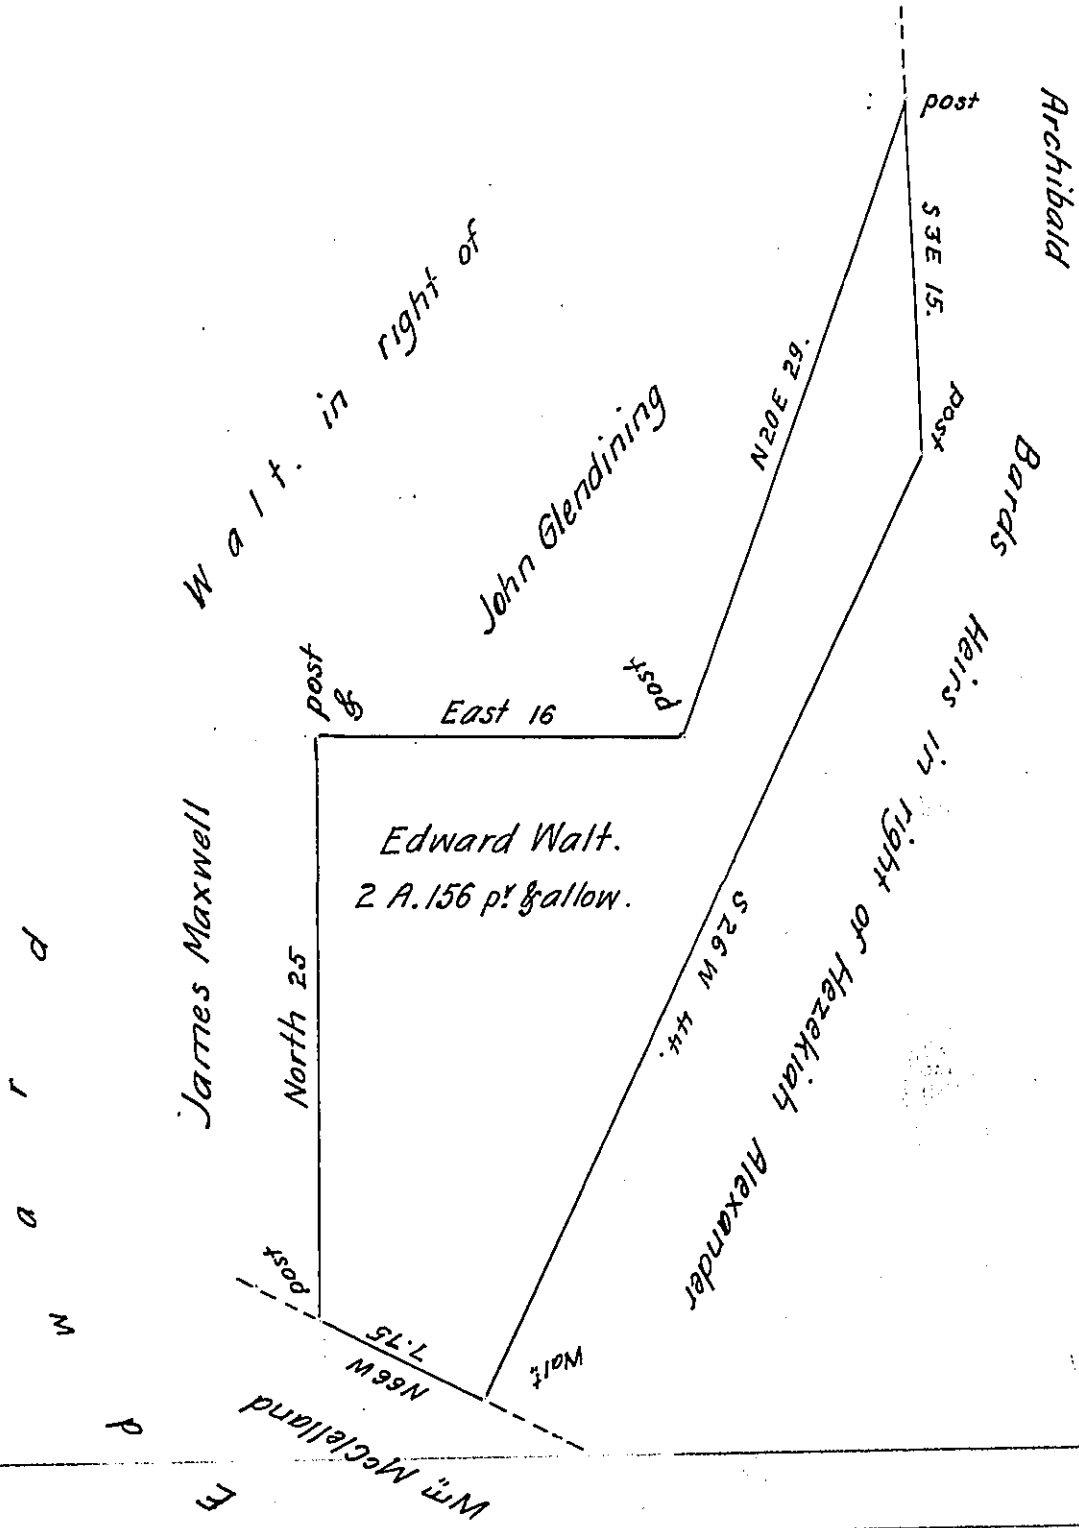 Edward Walt. in right of
John Glendining
James Maxwell
Archibald Bards Heirs in right of Hezekiah Alexander
Wm McClelland
post
S3E 15.
post
N20E 29.
post
East 16
post
&
North 25
post
N66W
7.75
Walt.
S26W 44.
Edward Walt.
2 A. 156 pr. & allow.